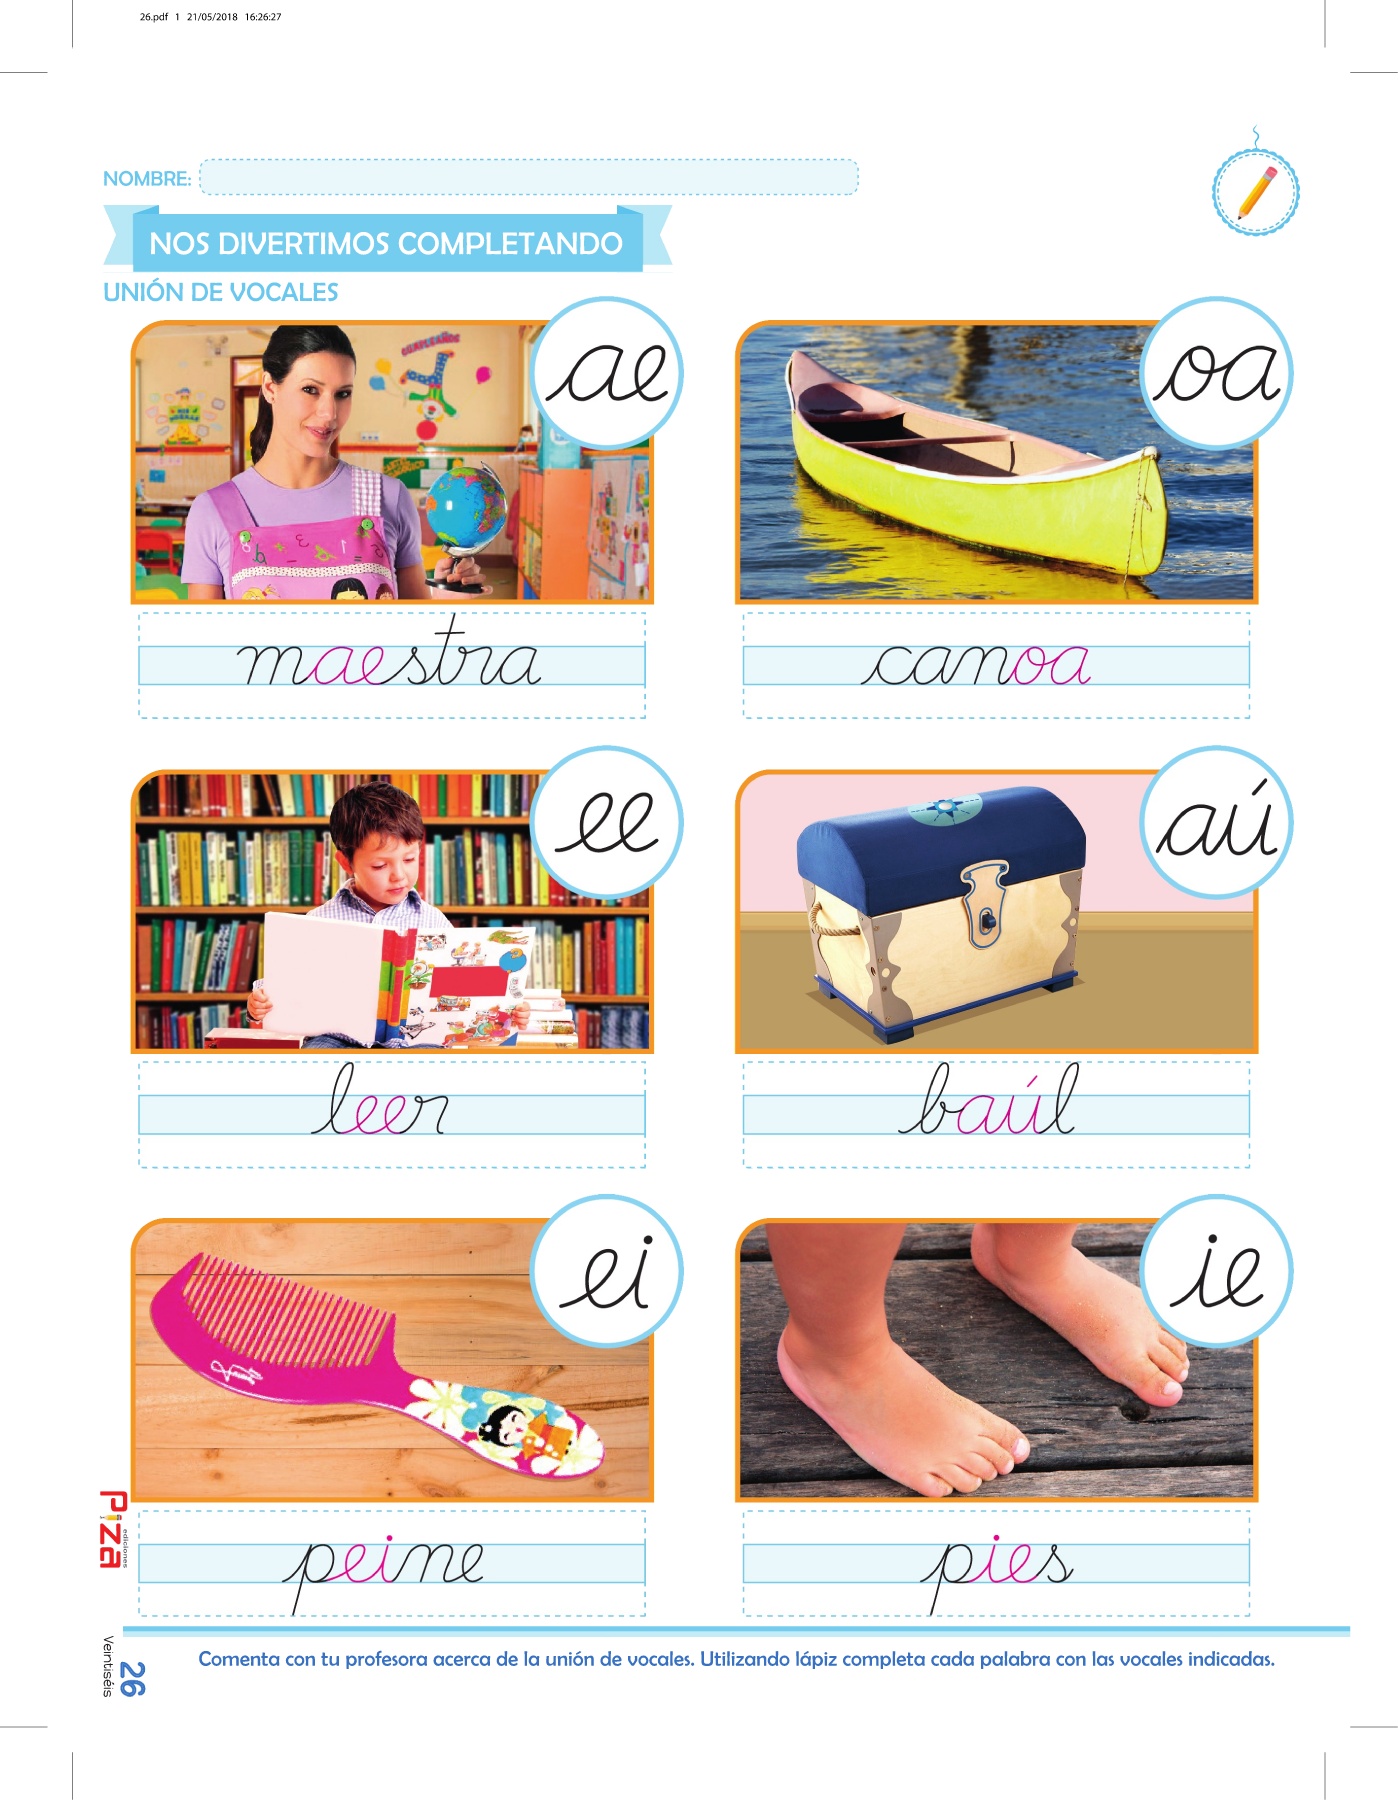 26.pdf 1 21/05/2018 16:26:27
NOMBRE:
NOS DIVERTIMOS COMPLETANDO
UNIÓN DE VOCALES
ae
oa
CUMPLEAÑOS
maestra
canoa
ee
aú
leer
baúl
ei
ie
peine
pies
Piza
ediciones
Comenta con tu profesora acerca de la unión de vocales. Utilizando lápiz completa cada palabra con las vocales indicadas.
26
Veintiséis